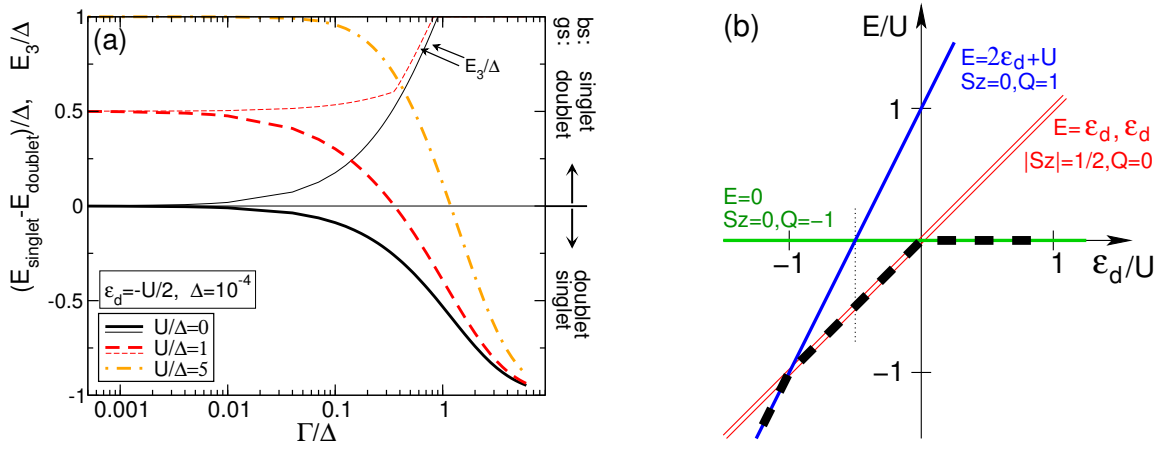 (a)
(E_singlet-E_doublet)/Δ, E_3/Δ
1
0.5
0
-0.5
-1
E_3/Δ
bs: singlet
gs: doublet
doublet
singlet
ε_d=-U/2, Δ=10^-4
U/Δ=0
U/Δ=1
U/Δ=5
0.001
0.01
0.1
1
Γ/Δ
(b)
E/U
E=2ε_d+U
Sz=0,Q=1
1
E=ε_d, ε_d
|Sz|=1/2,Q=0
E=0
Sz=0,Q=-1
-1
1
ε_d/U
-1